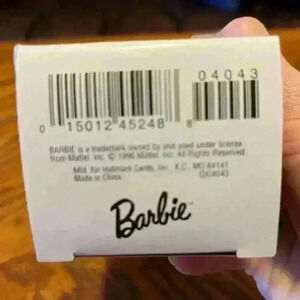 04043
0 15012 45248 8
BARBIE is a trademark owned by and used under license
from Mattel, Inc. © 1996 Mattel, Inc. All Rights Reserved.
Mfd. for Hallmark Cards, Inc., K.C., MO 64141
Made in China
QXI4043
Barbie